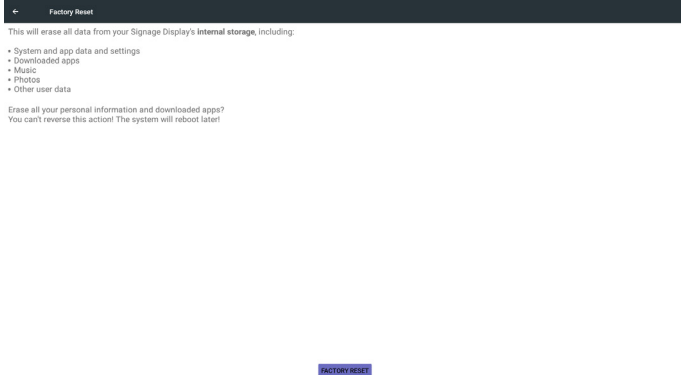 ← Factory Reset
This will erase all data from your Signage Display's internal storage, including:
• System and app data and settings
• Downloaded apps
• Music
• Photos
• Other user data
Erase all your personal information and downloaded apps?
You can't reverse this action! The system will reboot later!
FACTORY RESET